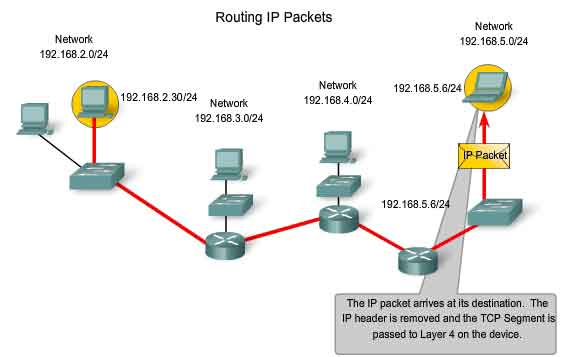 Routing IP Packets
Network
192.168.2.0/24
192.168.2.30/24
Network
192.168.3.0/24
Network
192.168.4.0/24
Network
192.168.5.0/24
192.168.5.6/24
IP Packet
192.168.5.6/24
The IP packet arrives at its destination. The
IP header is removed and the TCP Segment is
passed to Layer 4 on the device.